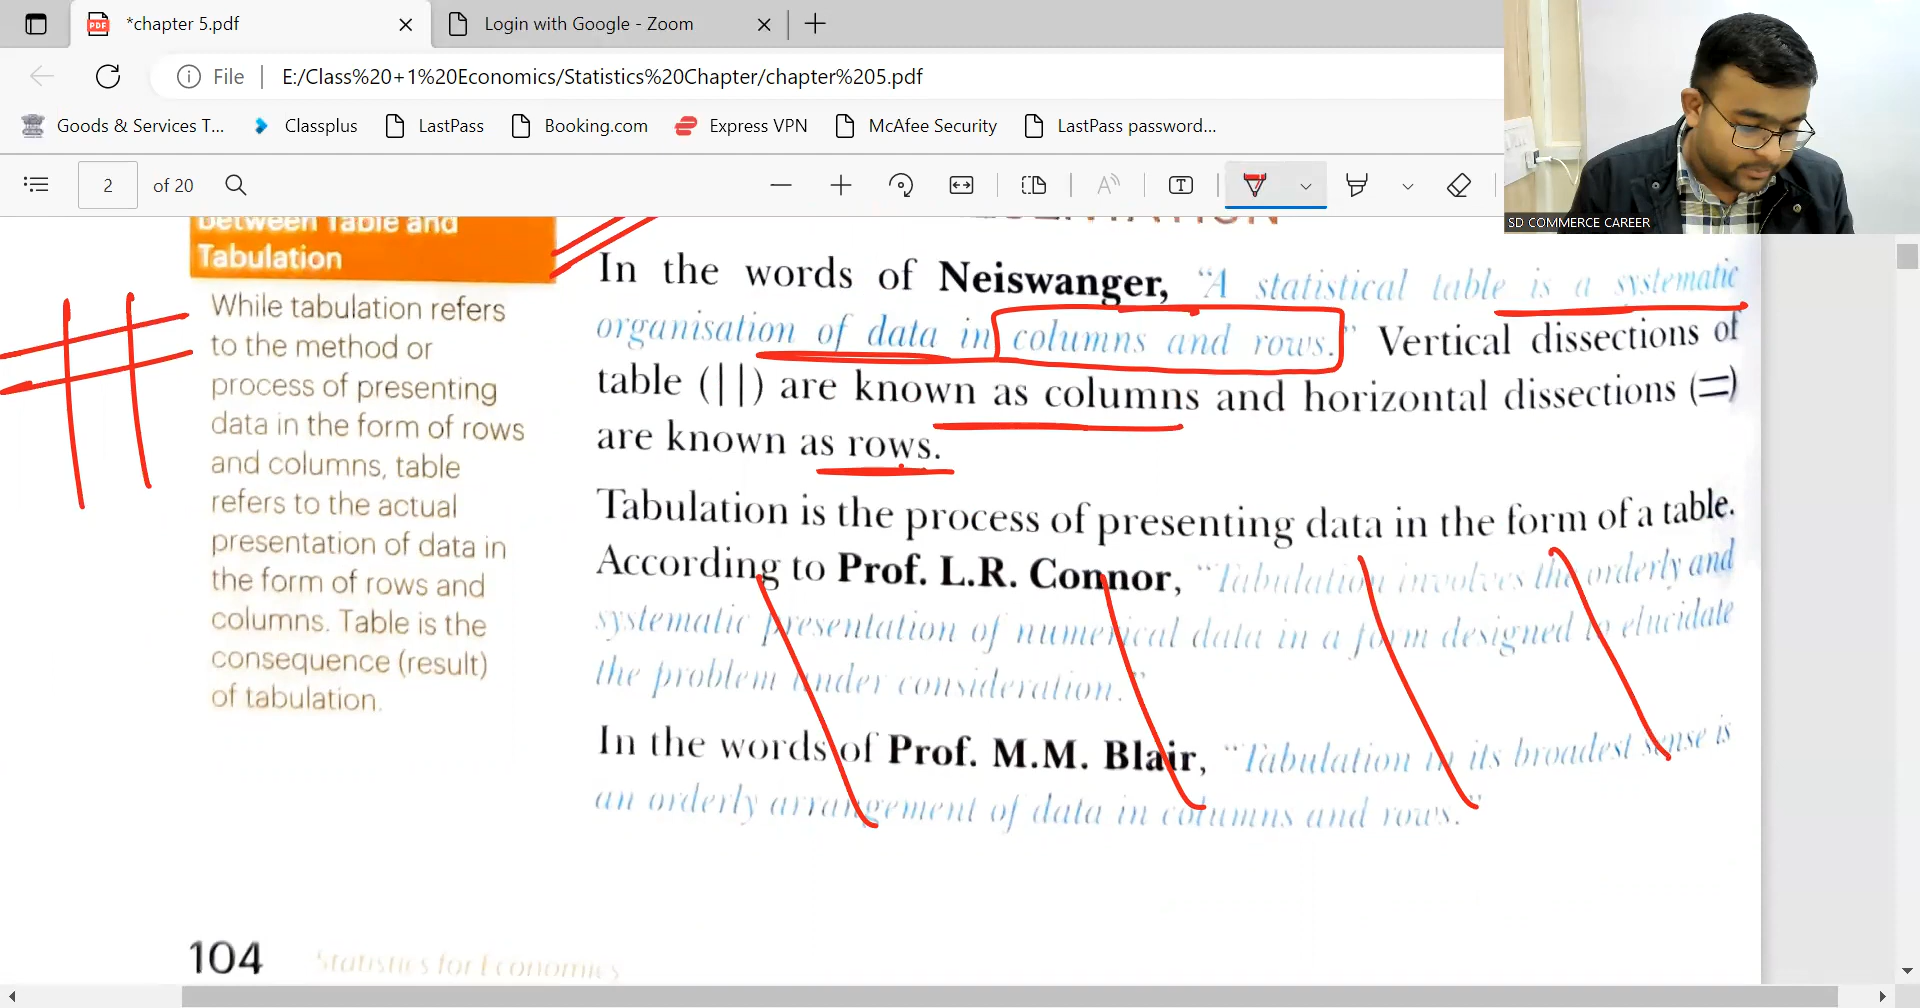 *chapter 5.pdf
Login with Google - Zoom
File
E:/Class%20+1%20Economics/Statistics%20Chapter/chapter%205.pdf
Goods & Services T...
Classplus
LastPass
Booking.com
Express VPN
McAfee Security
LastPass password...
2 of 20
SD COMMERCE CAREER
Between Table and
Tabulation
While tabulation refers
to the method or
process of presenting
data in the form of rows
and columns, table
refers to the actual
presentation of data in
the form of rows and
columns. Table is the
consequence (result)
of tabulation.
In the words of Neiswanger, “A statistical table is a systematic
organisation of data in columns and rows.” Vertical dissections of
table (||) are known as columns and horizontal dissections (=)
are known as rows.
Tabulation is the process of presenting data in the form of a table.
According to Prof. L.R. Connor, “Tabulation involves the orderly and
systematic presentation of numerical data in a form designed to elucidate
the problem under consideration.”
In the words of Prof. M.M. Blair, “Tabulation in its broadest sense is
an orderly arrangement of data in columns and rows.”
104 Statistics for Economics